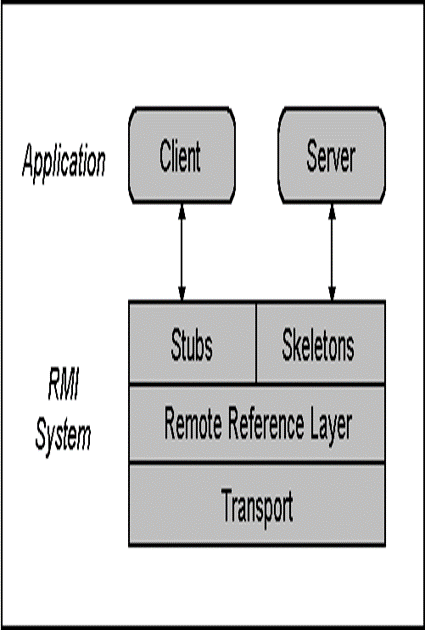 Application
Client
Server
RMI
System
Stubs
Skeletons
Remote Reference Layer
Transport